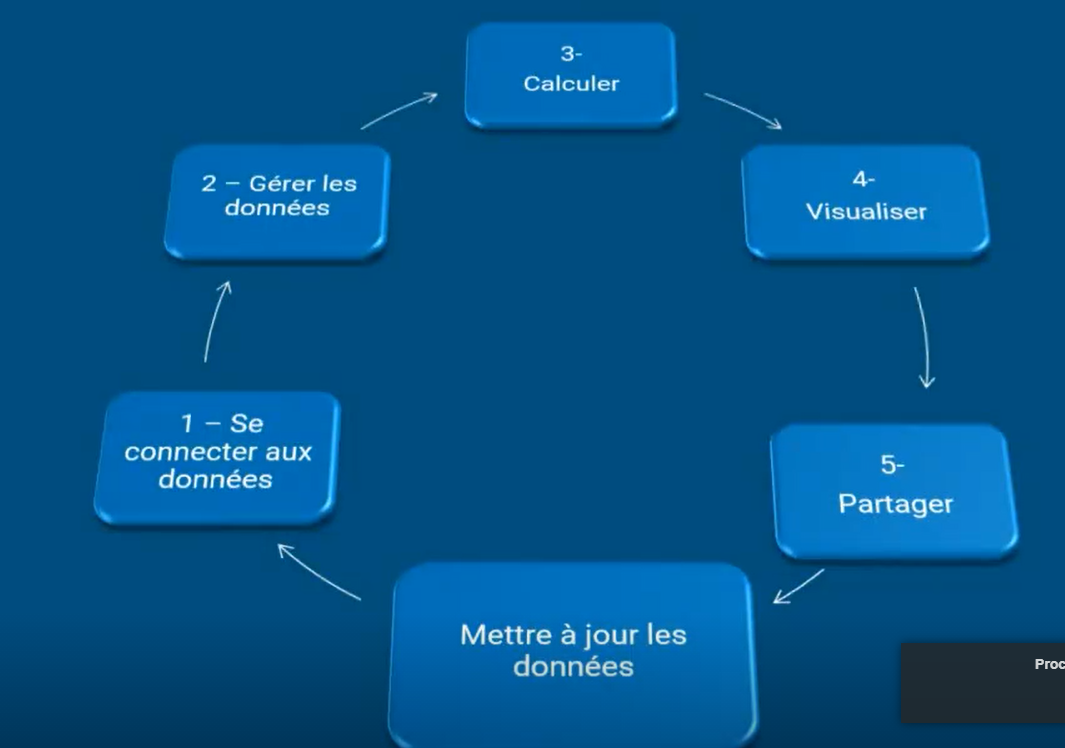 3-
Calculer
2 – Gérer les
données
4-
Visualiser
1 – Se
connecter aux
données
5-
Partager
Mettre à jour les
données